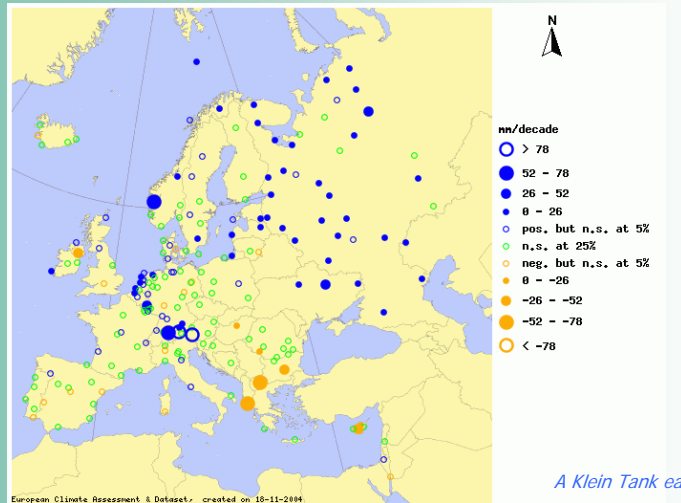 N
mm/decade
> 78
52 - 78
26 - 52
0 - 26
pos. but n.s. at 5%
n.s. at 25%
neg. but n.s. at 5%
0 - -26
-26 - -52
-52 - -78
< -78
European Climate Assessment & Dataset, created on 18-11-2004
A Klein Tank ea